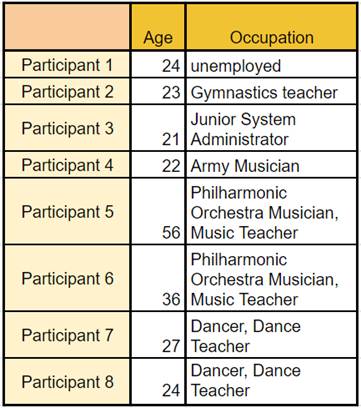 Age Occupation
Participant 1 24 unemployed
Participant 2 23 Gymnastics teacher
Participant 3 21 Junior System
Administrator
Participant 4 22 Army Musician
Participant 5 56 Philharmonic
Orchestra Musician,
Music Teacher
Participant 6 36 Philharmonic
Orchestra Musician,
Music Teacher
Participant 7 27 Dancer, Dance
Teacher
Participant 8 24 Dancer, Dance
Teacher